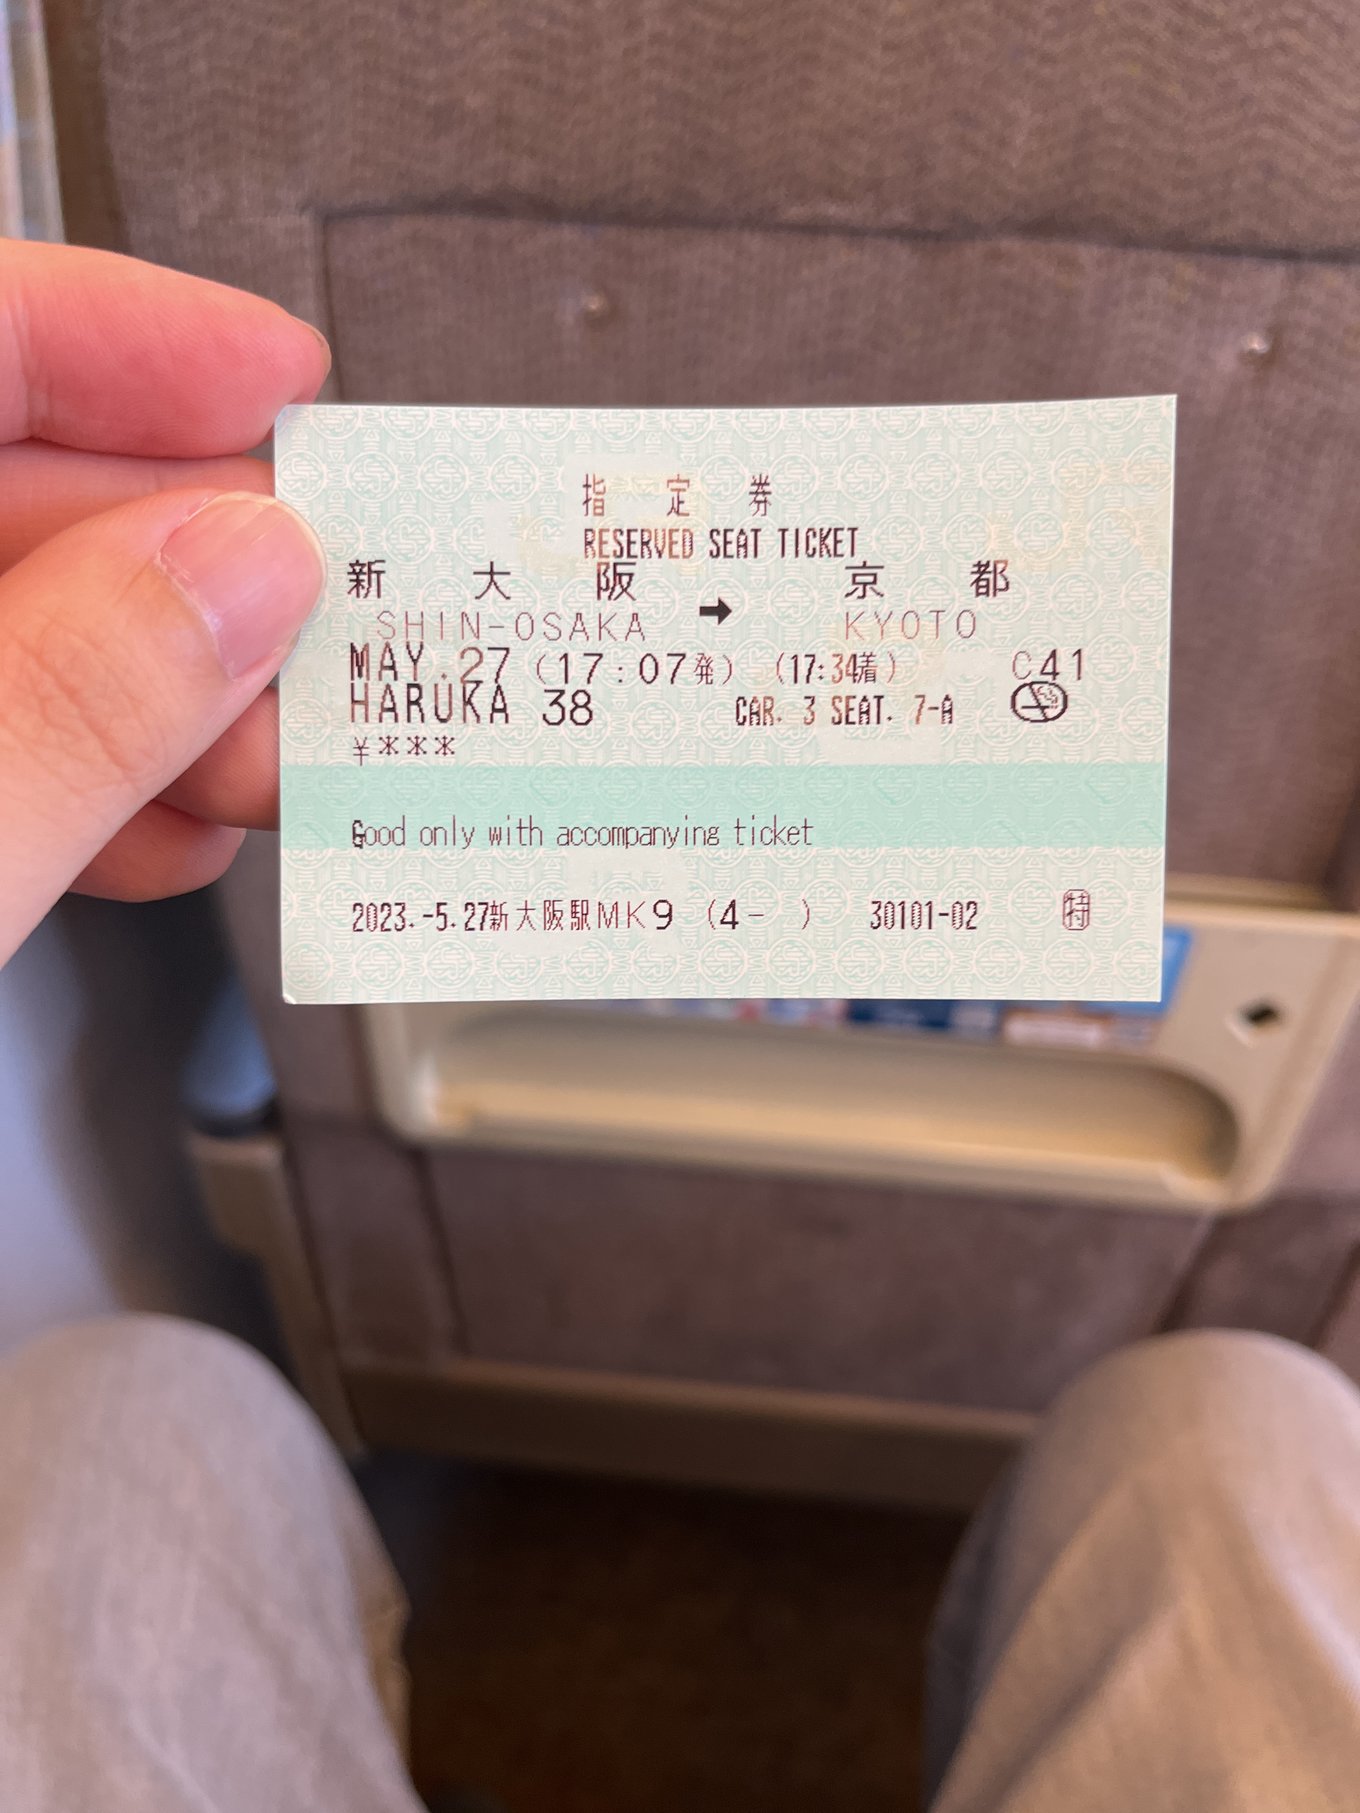 指定券
RESERVED SEAT TICKET
新大阪 ➡ 京都
SHIN-OSAKA KYOTO
MAY.27 (17:07発) (17:34着) C41
HARUKA 38 CAR. 3 SEAT. 7-A
¥***
Good only with accompanying ticket
2023.-5.27新大阪駅MK9 (4- ) 30101-02 特